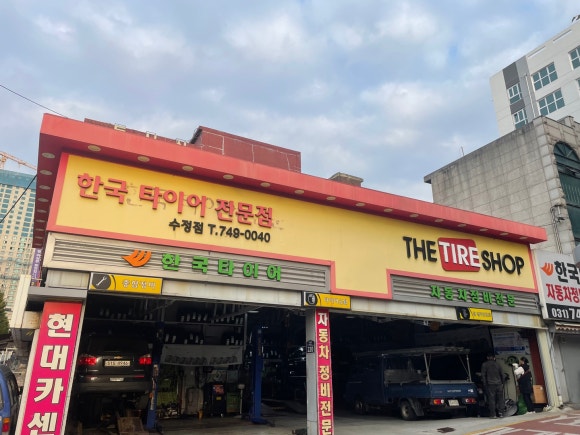 한국 타이어 전문점
수정점 T.749-0040
THE TIRE SHOP
한국타이어
자동차정비전문
현대카센
자동차 정비전문
한국
자동차정
031)74